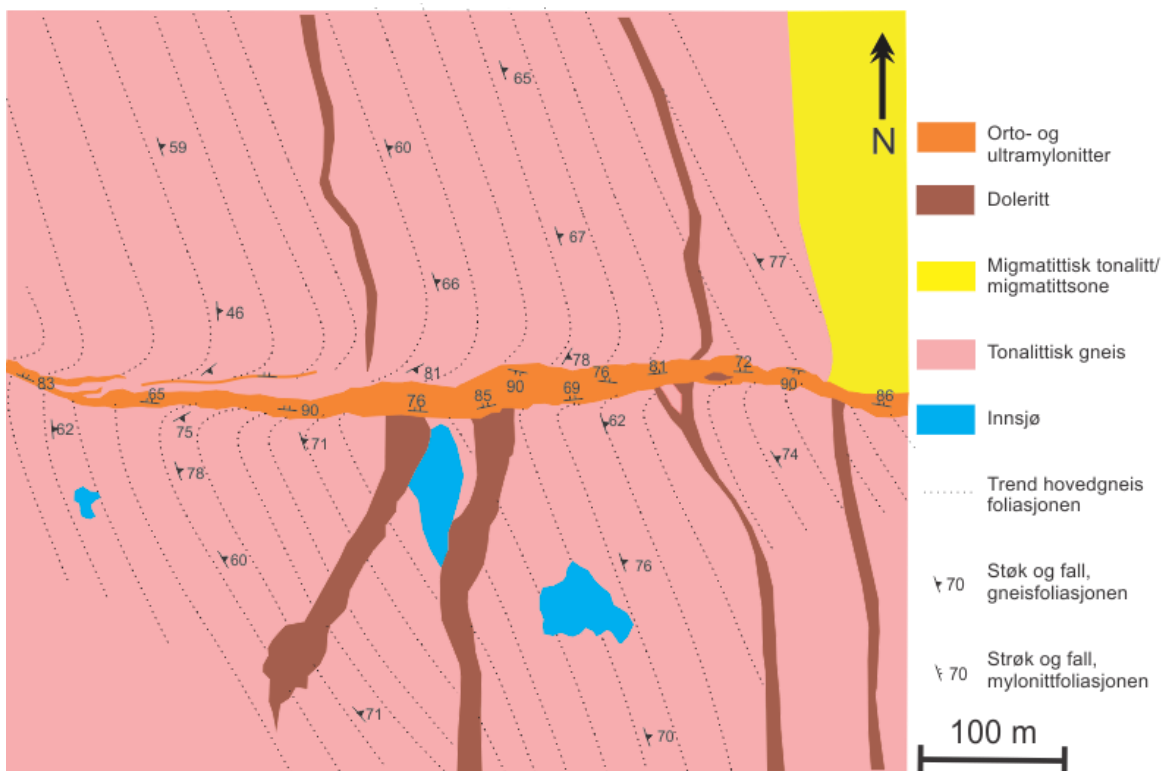 65
59
60
N
Orto- og
ultramylonitter
Doleritt
67
77
66
46
Migmatittisk tonalitt/
migmatittsone
Tonalittisk gneis
78
72
81
76
81
83
90
90
65
90
76
85
69
86
62
75
71
62
74
78
Innsjø
Trend hovedgneis
foliasjonen
60
76
70
Støk og fall,
gneisfoliasjonen
70
Strøk og fall,
mylonittfoliasjonen
71
70
100 m